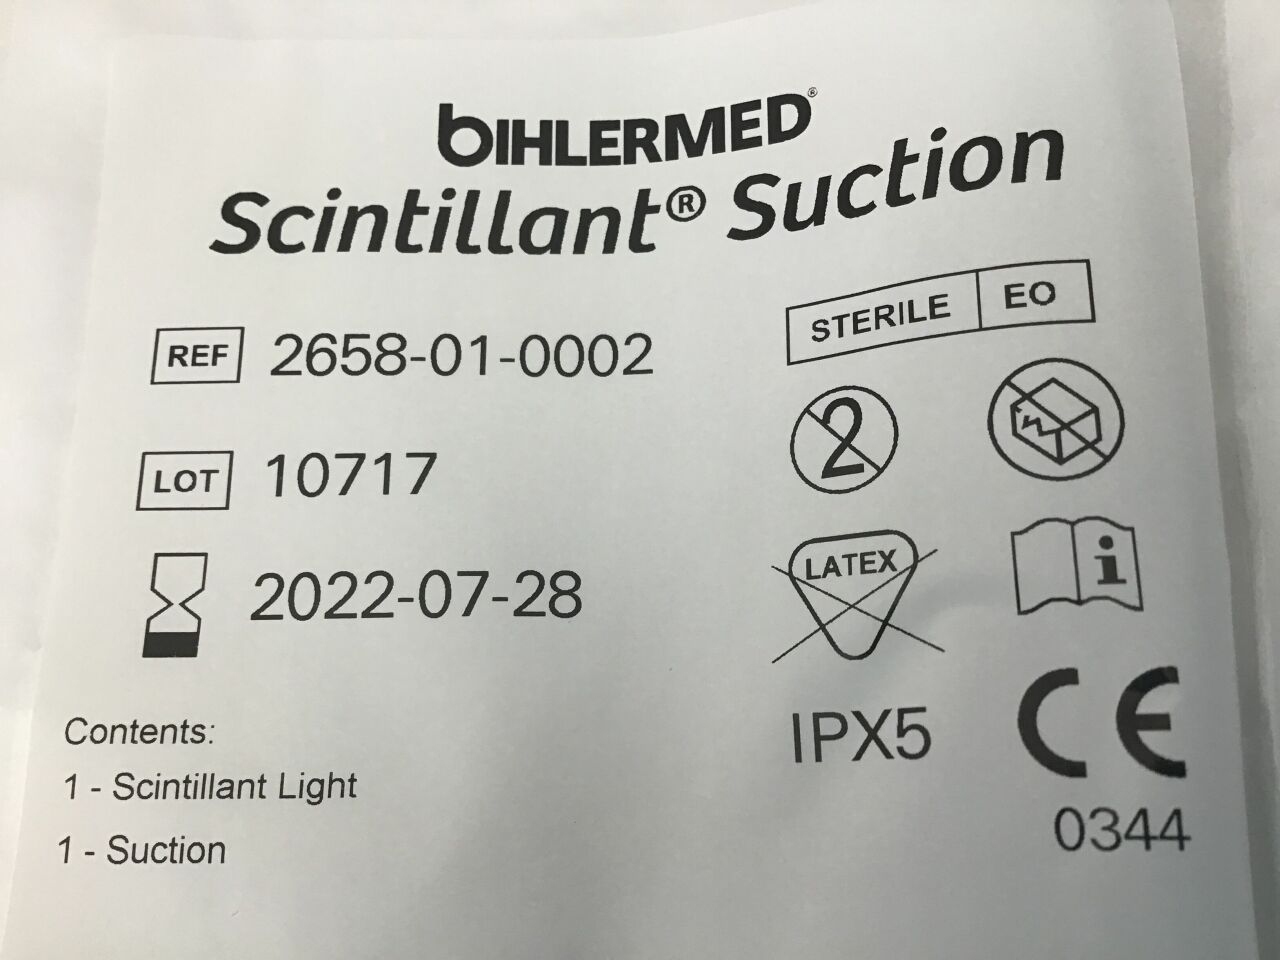 BIHLERMED®
Scintillant® Suction
REF 2658-01-0002
STERILE EO
2
LOT 10717
LATEX
i
2022-07-28
IPX5
CE
0344
Contents:
1 - Scintillant Light
1 - Suction